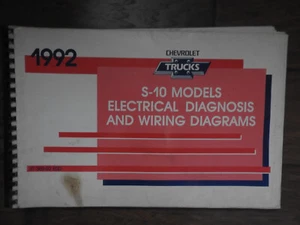 1992
CHEVROLET
TRUCKS
S-10 MODELS
ELECTRICAL DIAGNOSIS
AND WIRING DIAGRAMS